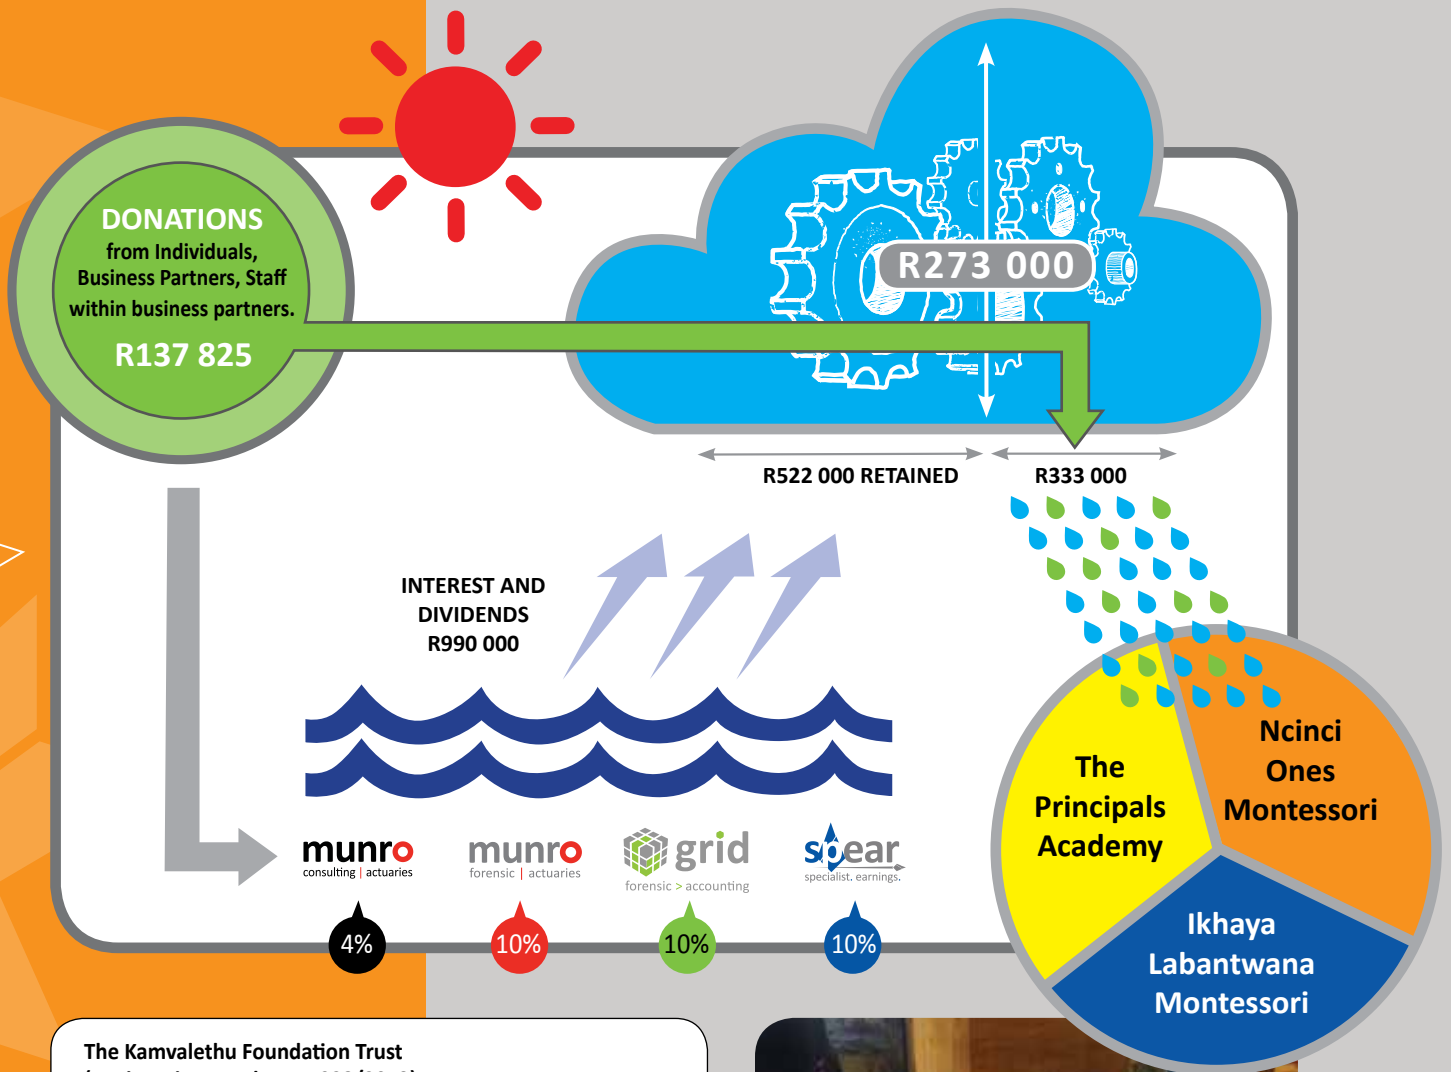 DONATIONS
from Individuals,
Business Partners, Staff
within business partners.
R137 825
R273 000
R522 000 RETAINED
R333 000
INTEREST AND
DIVIDENDS
R990 000
munro
consulting | actuaries
munro
forensic | actuaries
grid
forensic > accounting
spear
specialist. earnings.
4%
10%
10%
10%
The
Principals
Academy
Ncinci
Ones
Montessori
Ikhaya
Labantwana
Montessori
The Kamvalethu Foundation Trust